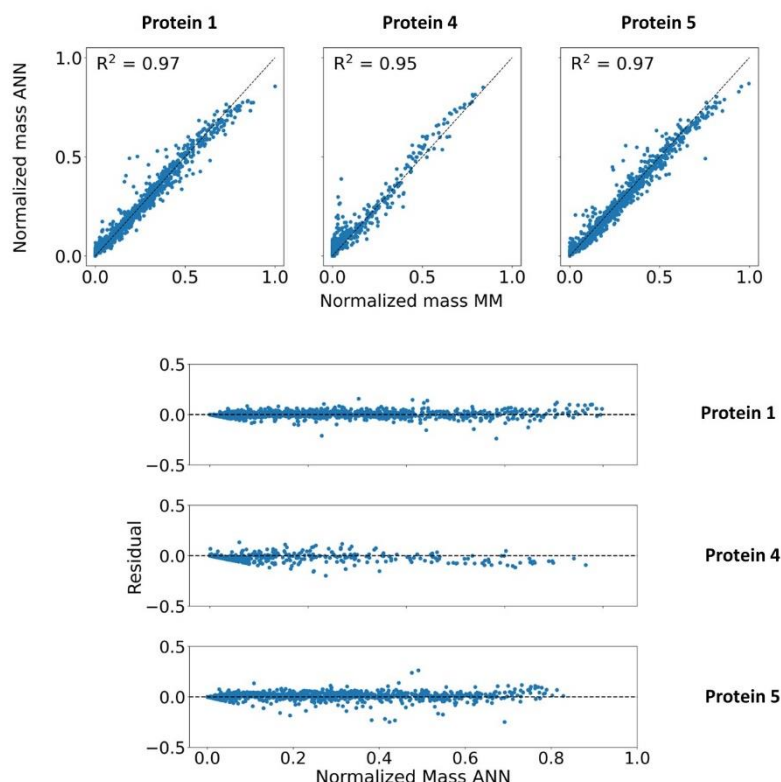 Protein 1 Protein 4 Protein 5
Normalized mass ANN
1.0
0.5
0.0
R² = 0.97 R² = 0.95 R² = 0.97
0.0 0.5 1.0 0.0 0.5 1.0 0.0 0.5 1.0
Normalized mass MM
0.5
0.0
−0.5
Protein 1
Residual
0.5
0.0
−0.5
Protein 4
0.5
0.0
−0.5
Protein 5
0.0 0.2 0.4 0.6 0.8 1.0
Normalized Mass ANN